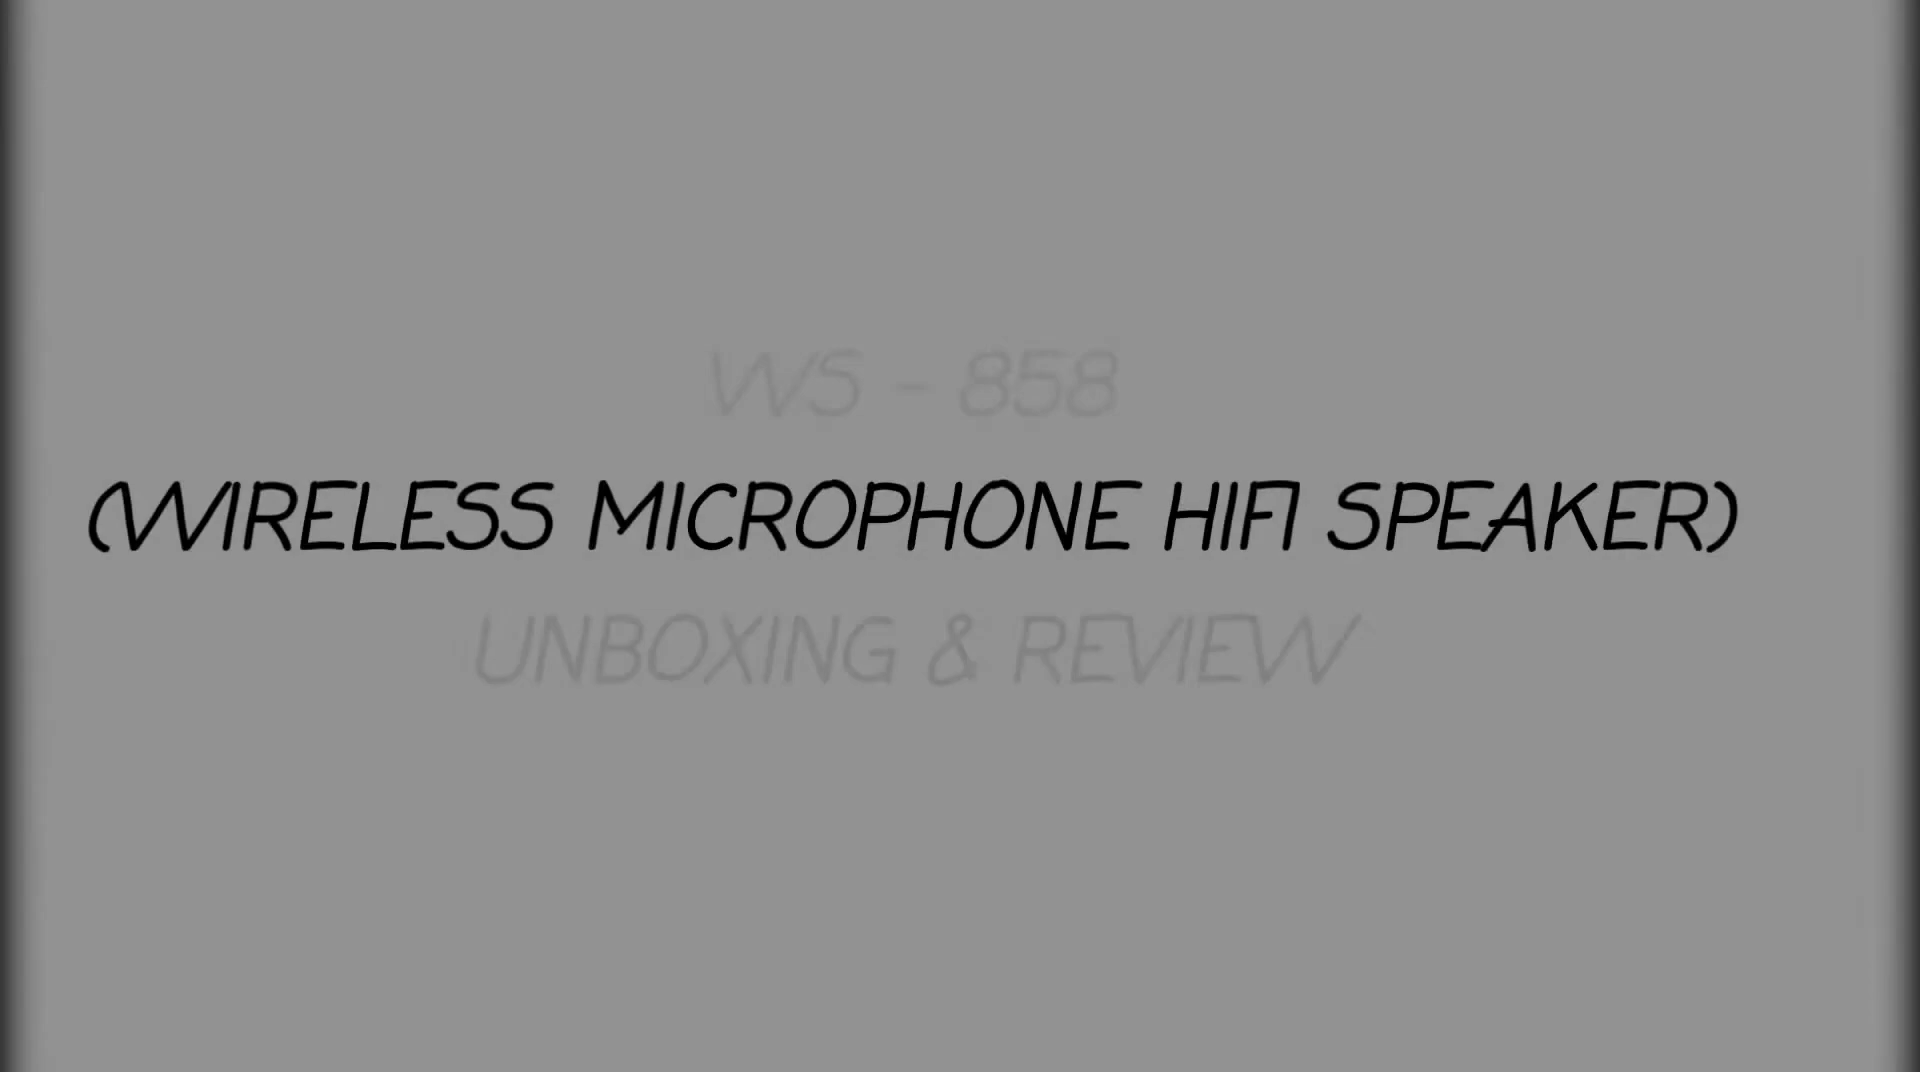 WS - 858
(WIRELESS MICROPHONE HIFI SPEAKER)
UNBOXING & REVIEW